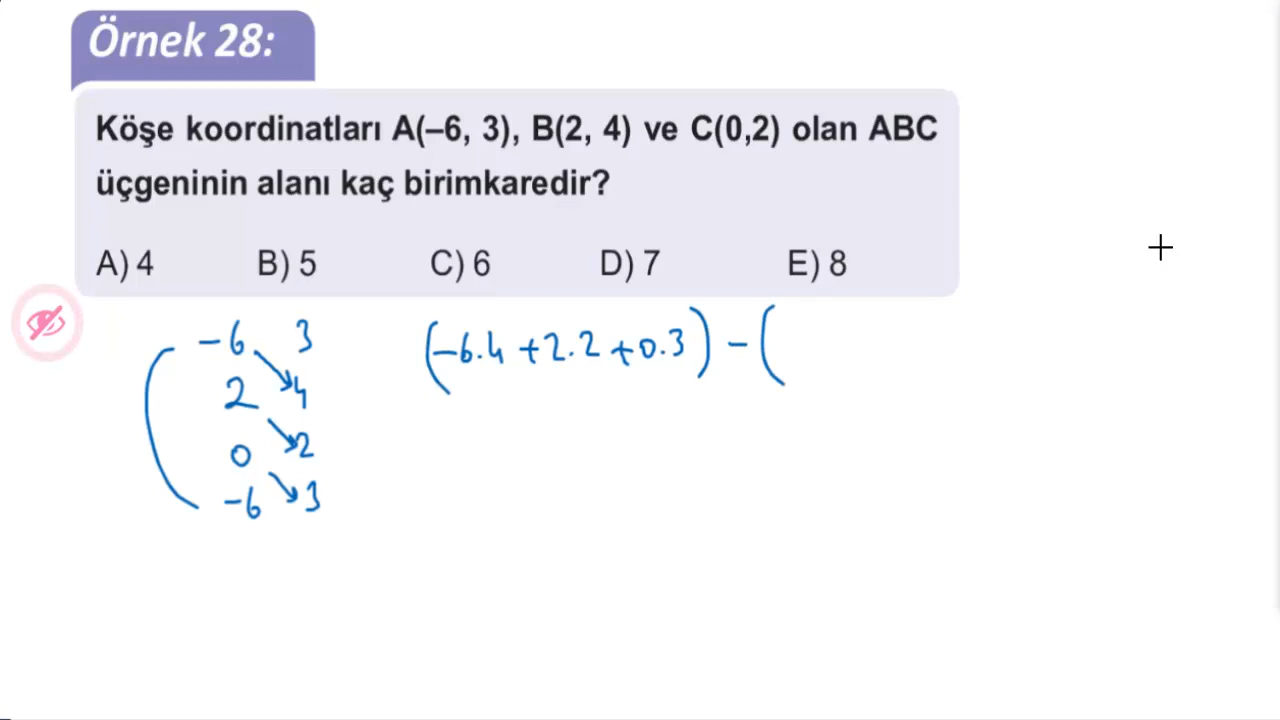 Örnek 28:
Köşe koordinatları A(–6, 3), B(2, 4) ve C(0,2) olan ABC
üçgeninin alanı kaç birimkaredir?
A) 4 B) 5 C) 6 D) 7 E) 8
-6 3 (-6.4 +2.2 +0.3) - (
2 4
0 2
-6 3